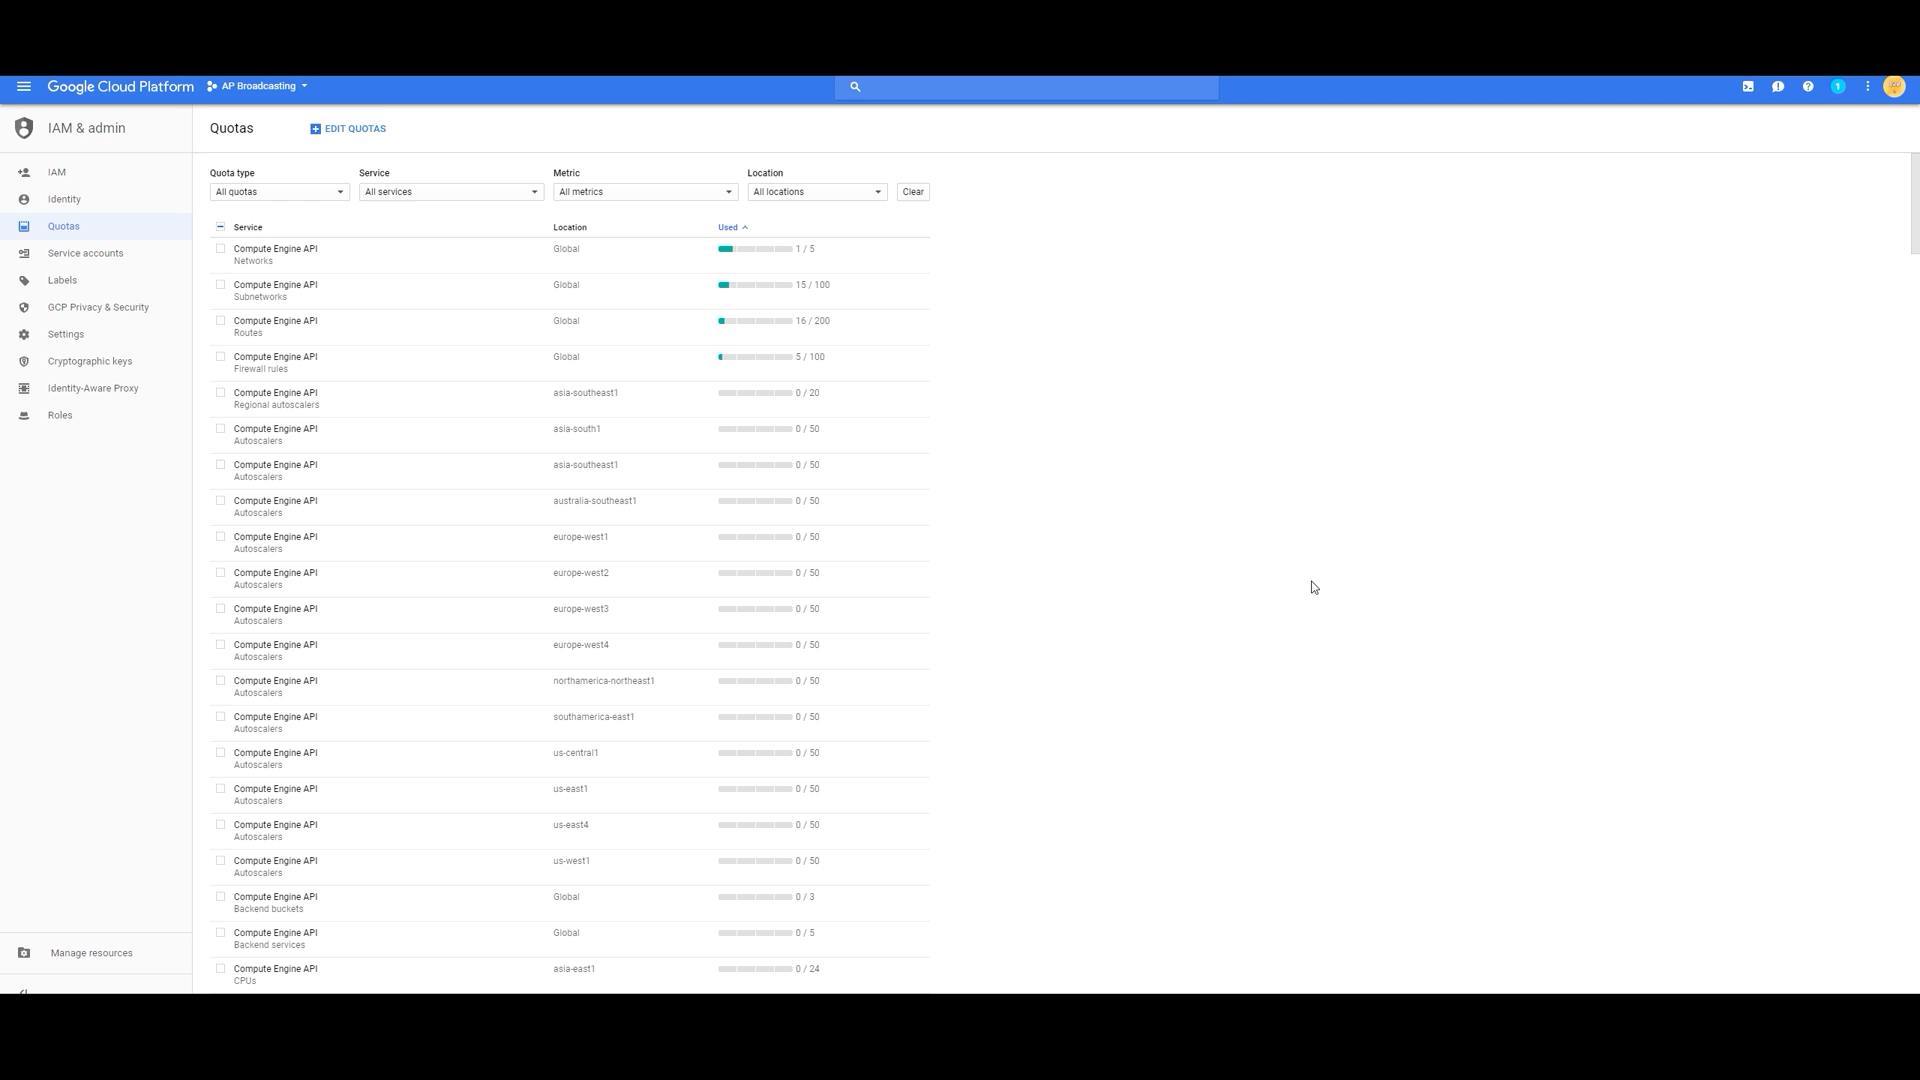 Google Cloud Platform AP Broadcasting 1
IAM & admin
Quotas EDIT QUOTAS
IAM
Identity
Quotas
Service accounts
Labels
GCP Privacy & Security
Settings
Cryptographic keys
Identity-Aware Proxy
Roles
Manage resources
Quota type Service Metric Location
All quotas All services All metrics All locations Clear
Service Location Used
Compute Engine API Global 1 / 5
Networks
Compute Engine API Global 15 / 100
Subnetworks
Compute Engine API Global 16 / 200
Routes
Compute Engine API Global 5 / 100
Firewall rules
Compute Engine API asia-southeast1 0 / 20
Regional autoscalers
Compute Engine API asia-south1 0 / 50
Autoscalers
Compute Engine API asia-southeast1 0 / 50
Autoscalers
Compute Engine API australia-southeast1 0 / 50
Autoscalers
Compute Engine API europe-west1 0 / 50
Autoscalers
Compute Engine API europe-west2 0 / 50
Autoscalers
Compute Engine API europe-west3 0 / 50
Autoscalers
Compute Engine API europe-west4 0 / 50
Autoscalers
Compute Engine API northamerica-northeast1 0 / 50
Autoscalers
Compute Engine API southamerica-east1 0 / 50
Autoscalers
Compute Engine API us-central1 0 / 50
Autoscalers
Compute Engine API us-east1 0 / 50
Autoscalers
Compute Engine API us-east4 0 / 50
Autoscalers
Compute Engine API us-west1 0 / 50
Autoscalers
Compute Engine API Global 0 / 3
Backend buckets
Compute Engine API Global 0 / 5
Backend services
Compute Engine API asia-east1 0 / 24
CPUs